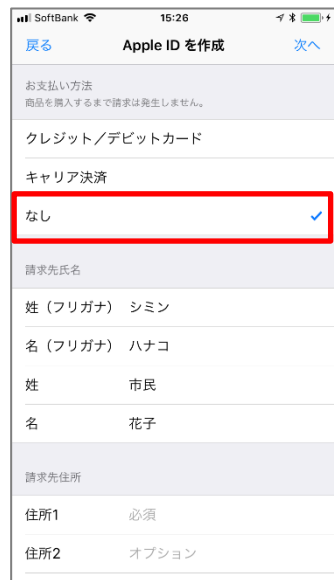 SoftBank 15:26
戻る Apple ID を作成 次へ
お支払い方法
商品を購入するまで請求は発生しません。
クレジット／デビットカード
キャリア決済
なし
請求先氏名
姓（フリガナ） シミン
名（フリガナ） ハナコ
姓 市民
名 花子
請求先住所
住所1 必須
住所2 オプション